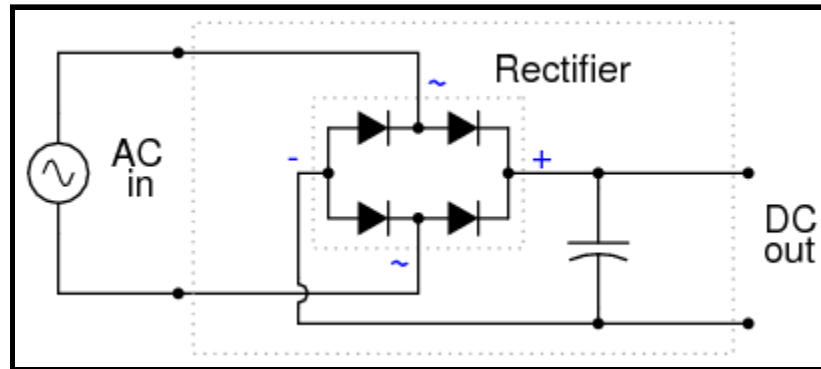 Rectifier
~
AC
in
-
+
~
DC
out